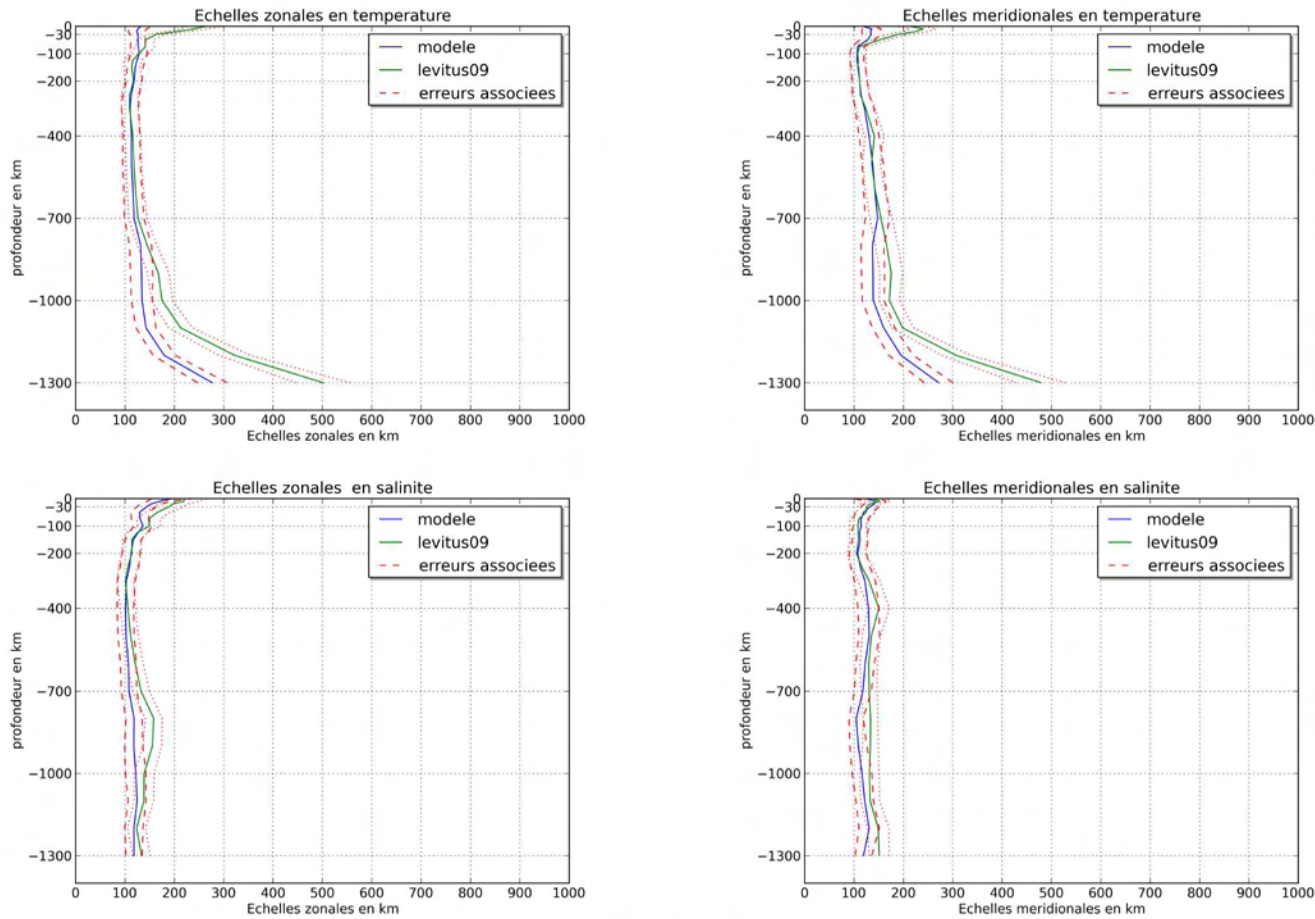 Echelles zonales en temperature
0
−30
−100
−200
−400
−700
−1000
−1300
profondeur en km
modele
levitus09
erreurs associees
0 100 200 300 400 500 600 700 800 900 1000
Echelles zonales en km
Echelles meridionales en temperature
0
−30
−100
−200
−400
−700
−1000
−1300
profondeur en km
modele
levitus09
erreurs associees
0 100 200 300 400 500 600 700 800 900 1000
Echelles meridionales en km
Echelles zonales en salinite
0
−30
−100
−200
−400
−700
−1000
−1300
profondeur en km
modele
levitus09
erreurs associees
0 100 200 300 400 500 600 700 800 900 1000
Echelles zonales en km
Echelles meridionales en salinite
0
−30
−100
−200
−400
−700
−1000
−1300
profondeur en km
modele
levitus09
erreurs associees
0 100 200 300 400 500 600 700 800 900 1000
Echelles meridionales en km